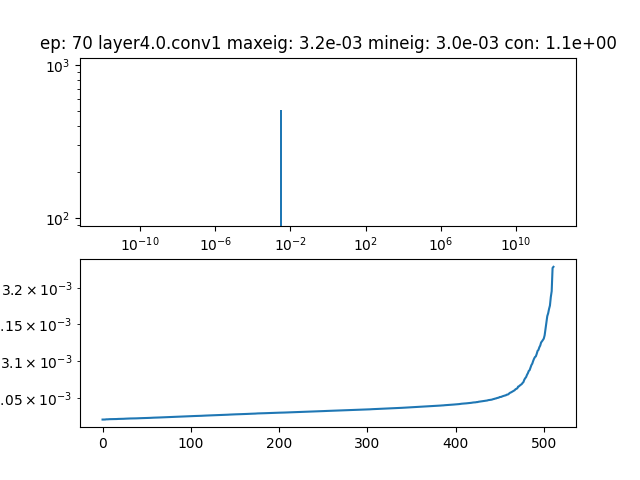 ep: 70 layer4.0.conv1 maxeig: 3.2e-03 mineig: 3.0e-03 con: 1.1e+00
10³
10²
10⁻¹⁰ 10⁻⁶ 10⁻² 10² 10⁶ 10¹⁰
3.2 × 10⁻³
.15 × 10⁻³
3.1 × 10⁻³
.05 × 10⁻³
0 100 200 300 400 500